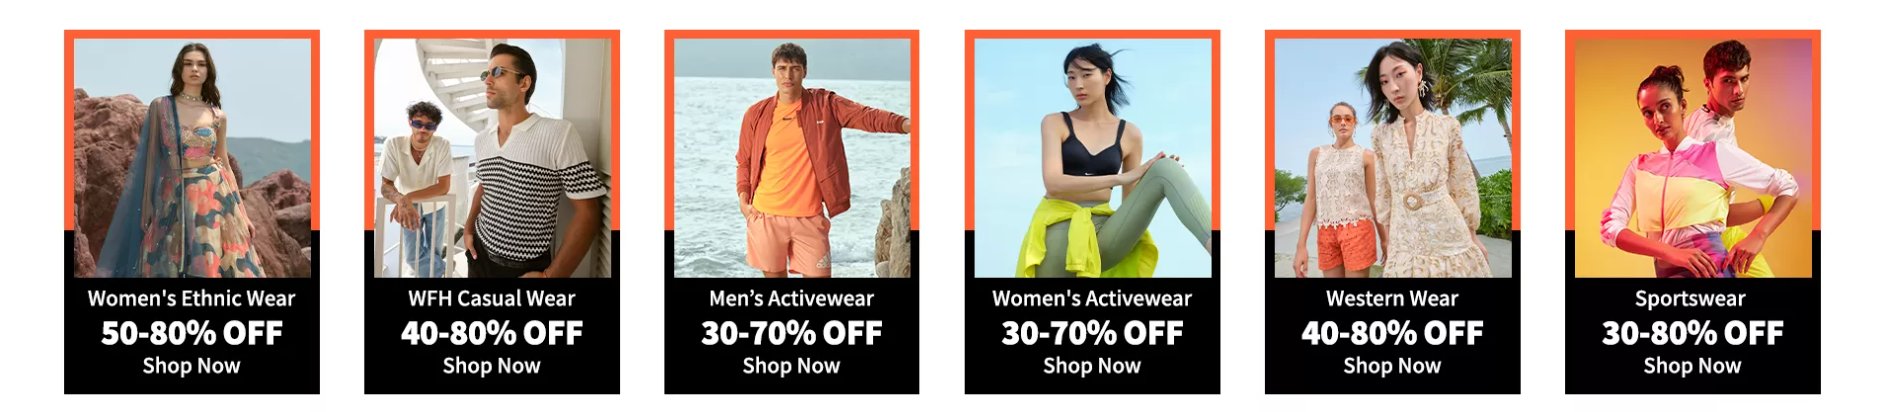 Women's Ethnic Wear
50-80% OFF
Shop Now
WFH Casual Wear
40-80% OFF
Shop Now
Men’s Activewear
30-70% OFF
Shop Now
Women's Activewear
30-70% OFF
Shop Now
Western Wear
40-80% OFF
Shop Now
Sportswear
30-80% OFF
Shop Now